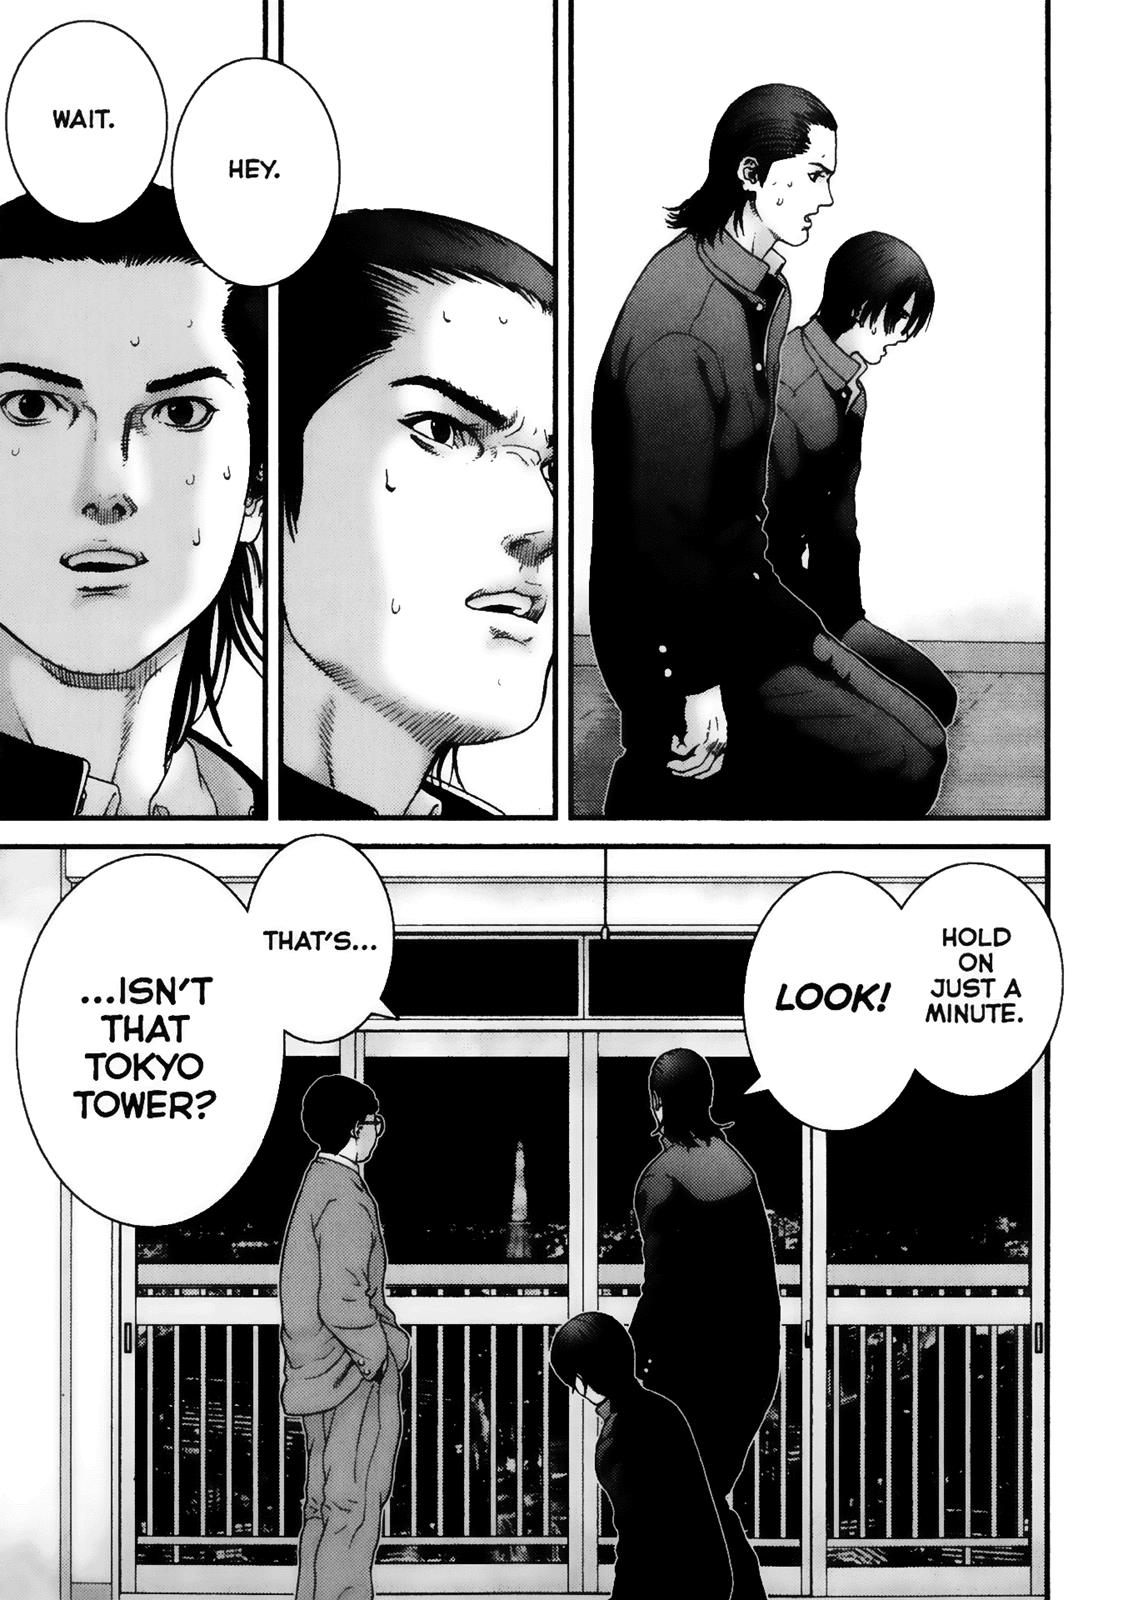 HEY.
WAIT.
HOLD
ON
JUST A
MINUTE.
LOOK!
THAT'S...
...ISN'T
THAT
TOKYO
TOWER?